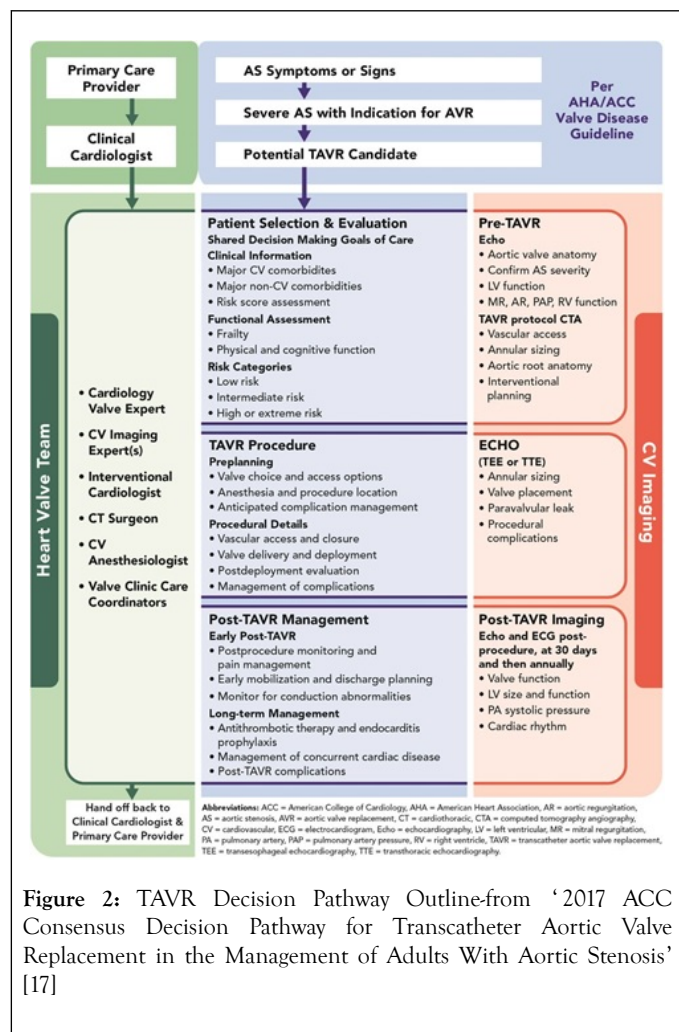 Primary Care
Provider
Clinical
Cardiologist
AS Symptoms or Signs
Severe AS with Indication for AVR
Potential TAVR Candidate
Per
AHA/ACC
Valve Disease
Guideline
Heart Valve Team
• Cardiology
Valve Expert
• CV Imaging
Expert(s)
• Interventional
Cardiologist
• CT Surgeon
• CV
Anesthesiologist
• Valve Clinic Care
Coordinators
Patient Selection & Evaluation
Shared Decision Making Goals of Care
Clinical Information
• Major CV comorbidites
• Major non-CV comorbidities
• Risk score assessment
Functional Assessment
• Frailty
• Physical and cognitive function
Risk Categories
• Low risk
• Intermediate risk
• High or extreme risk
Pre-TAVR
Echo
• Aortic valve anatomy
• Confirm AS severity
• LV function
• MR, AR, PAP, RV function
TAVR protocol CTA
• Vascular access
• Annular sizing
• Aortic root anatomy
• Interventional
planning
TAVR Procedure
Preplanning
• Valve choice and access options
• Anesthesia and procedure location
• Anticipated complication management
Procedural Details
• Vascular access and closure
• Valve delivery and deployment
• Postdeployment evaluation
• Management of complications
ECHO
(TEE or TTE)
• Annular sizing
• Valve placement
• Paravalvular leak
• Procedural
complications
Post-TAVR Management
Early Post-TAVR
• Postprocedure monitoring and
pain management
• Early mobilization and discharge planning
• Monitor for conduction abnormalities
Long-term Management
• Antithrombotic therapy and endocarditis
prophylaxis
• Management of concurrent cardiac disease
• Post-TAVR complications
Post-TAVR Imaging
Echo and ECG post-
procedure, at 30 days
and then annually
• Valve function
• LV size and function
• PA systolic pressure
• Cardiac rhythm
CV Imaging
Hand off back to
Clinical Cardiologist &
Primary Care Provider
Abbreviations: ACC = American College of Cardiology, AHA = American Heart Association, AR = aortic regurgitation,
AS = aortic stenosis, AVR = aortic valve replacement, CT = cardiothoracic, CTA = computed tomography angiography,
CV = cardiovascular, ECG = electrocardiogram, Echo = echocardiography, LV = left ventricular, MR = mitral regurgitation,
PA = pulmonary artery, PAP = pulmonary artery pressure, RV = right ventricle, TAVR = transcatheter aortic valve replacement,
TEE = transesophageal echocardiography, TTE = transthoracic echocardiography.
Figure 2: TAVR Decision Pathway Outline-from ‘2017 ACC
Consensus Decision Pathway for Transcatheter Aortic Valve
Replacement in the Management of Adults With Aortic Stenosis’
[17]